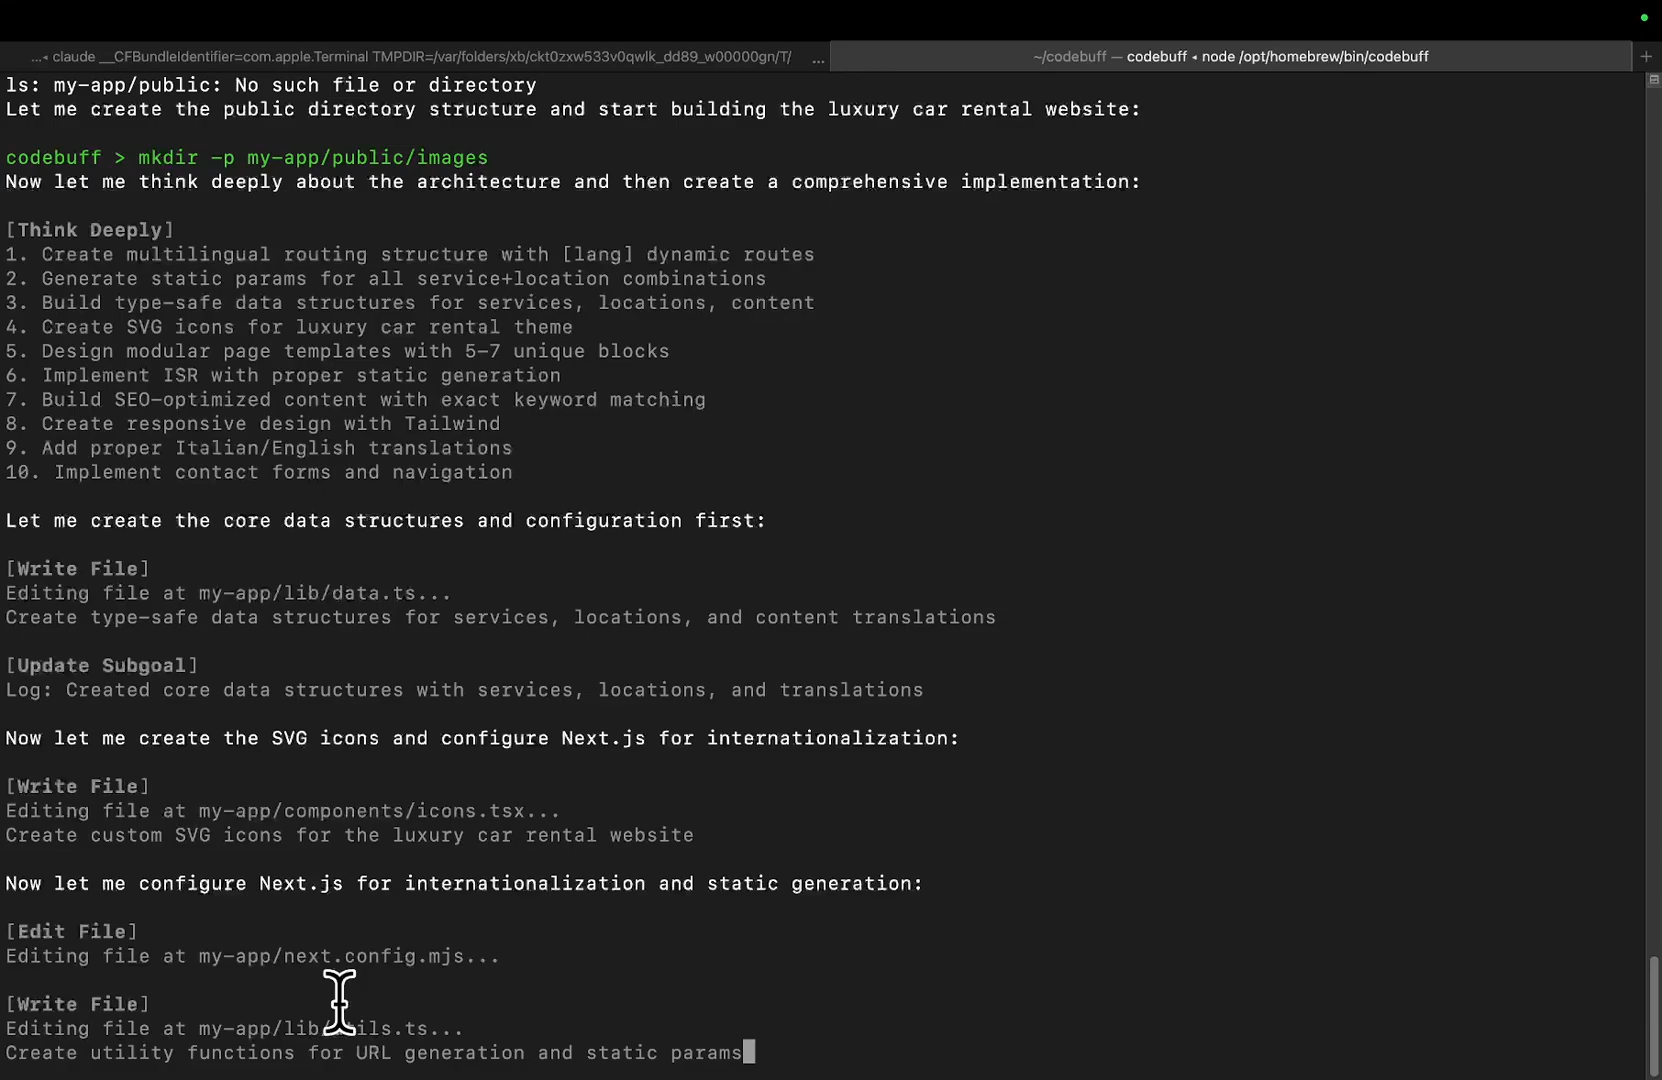 ...◂ claude __CFBundleIdentifier=com.apple.Terminal TMPDIR=/var/folders/xb/ckt0zxw533v0qwlk_dd89_w00000gn/T/ ...
~/codebuff — codebuff ◂ node /opt/homebrew/bin/codebuff +
ls: my-app/public: No such file or directory
Let me create the public directory structure and start building the luxury car rental website:
codebuff > mkdir -p my-app/public/images
Now let me think deeply about the architecture and then create a comprehensive implementation:
[Think Deeply]
1. Create multilingual routing structure with [lang] dynamic routes
2. Generate static params for all service+location combinations
3. Build type-safe data structures for services, locations, content
4. Create SVG icons for luxury car rental theme
5. Design modular page templates with 5-7 unique blocks
6. Implement ISR with proper static generation
7. Build SEO-optimized content with exact keyword matching
8. Create responsive design with Tailwind
9. Add proper Italian/English translations
10. Implement contact forms and navigation
Let me create the core data structures and configuration first:
[Write File]
Editing file at my-app/lib/data.ts...
Create type-safe data structures for services, locations, and content translations
[Update Subgoal]
Log: Created core data structures with services, locations, and translations
Now let me create the SVG icons and configure Next.js for internationalization:
[Write File]
Editing file at my-app/components/icons.tsx...
Create custom SVG icons for the luxury car rental website
Now let me configure Next.js for internationalization and static generation:
[Edit File]
Editing file at my-app/next.config.mjs...
[Write File]
Editing file at my-app/lib/utils.ts...
Create utility functions for URL generation and static params